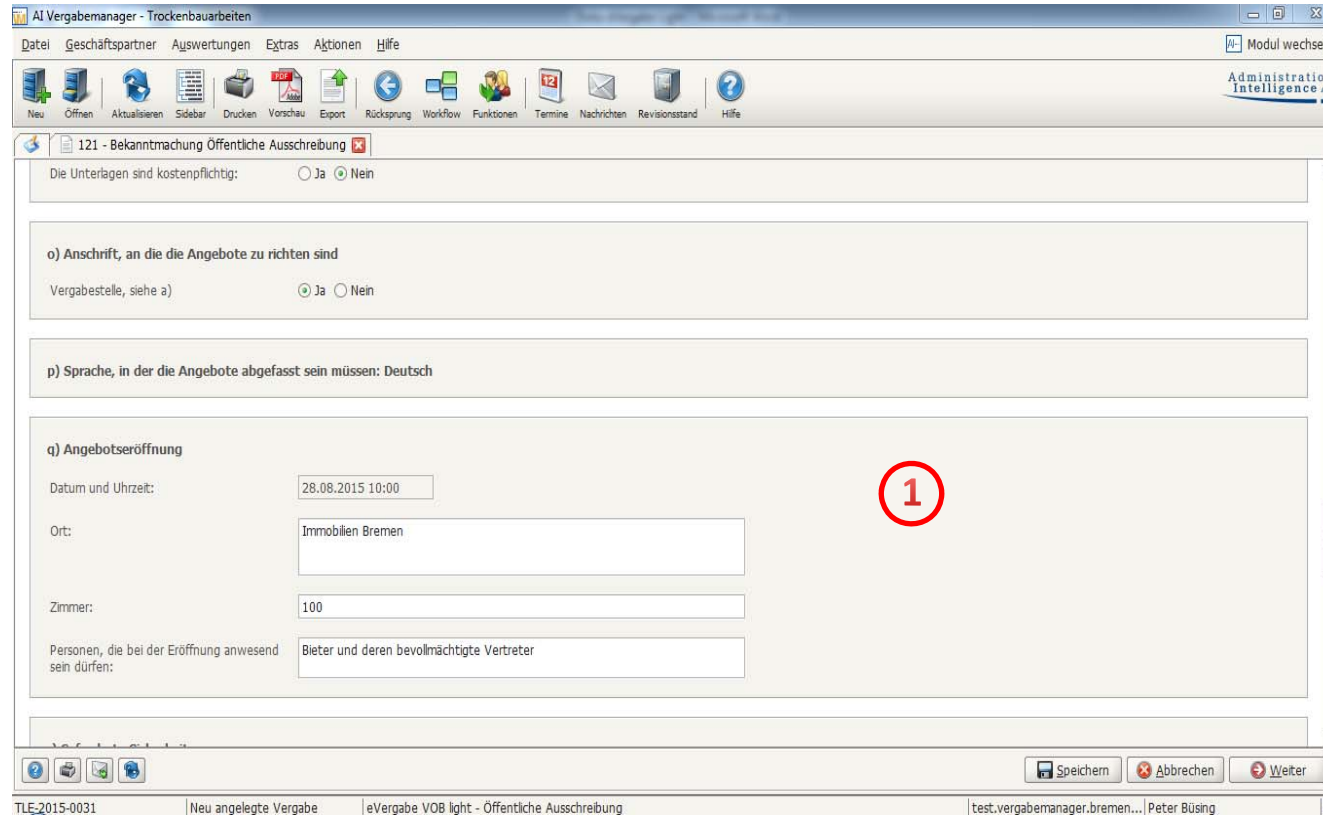 AI Vergabemanager - Trockenbauarbeiten
Datei Geschäftspartner Auswertungen Extras Aktionen Hilfe
AI- Modul wechse
Neu Öffnen Aktualisieren Sidebar Drucken Vorschau Export Rücksprung Workflow Funktionen Termine Nachrichten Revisionsstand Hilfe
PDF
Adobe
12
Administratio
Intelligence A
121 - Bekanntmachung Öffentliche Ausschreibung
Die Unterlagen sind kostenpflichtig: Ja Nein
o) Anschrift, an die die Angebote zu richten sind
Vergabestelle, siehe a) Ja Nein
p) Sprache, in der die Angebote abgefasst sein müssen: Deutsch
q) Angebotseröffnung
Datum und Uhrzeit: 28.08.2015 10:00
1
Ort: Immobilien Bremen
Zimmer: 100
Personen, die bei der Eröffnung anwesend
sein dürfen:
Bieter und deren bevollmächtigte Vertreter
Speichern Abbrechen Weiter
TLE-2015-0031 Neu angelegte Vergabe eVergabe VOB light - Öffentliche Ausschreibung test.vergabemanager.bremen... Peter Büsing